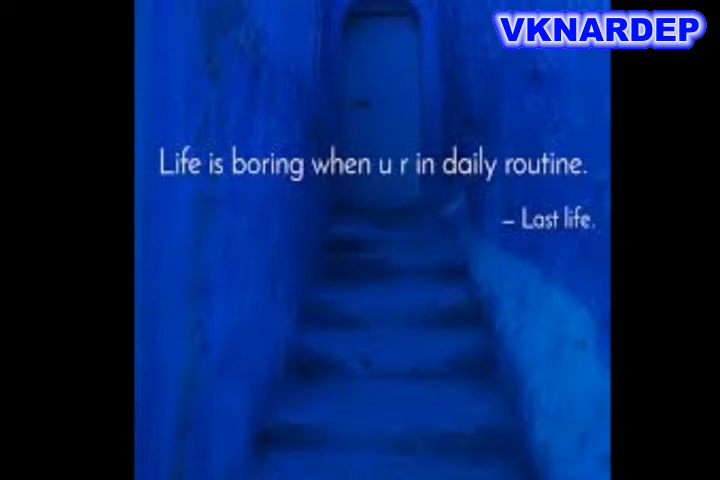 VKNARDEP
Life is boring when u r in daily routine.
– Last life.